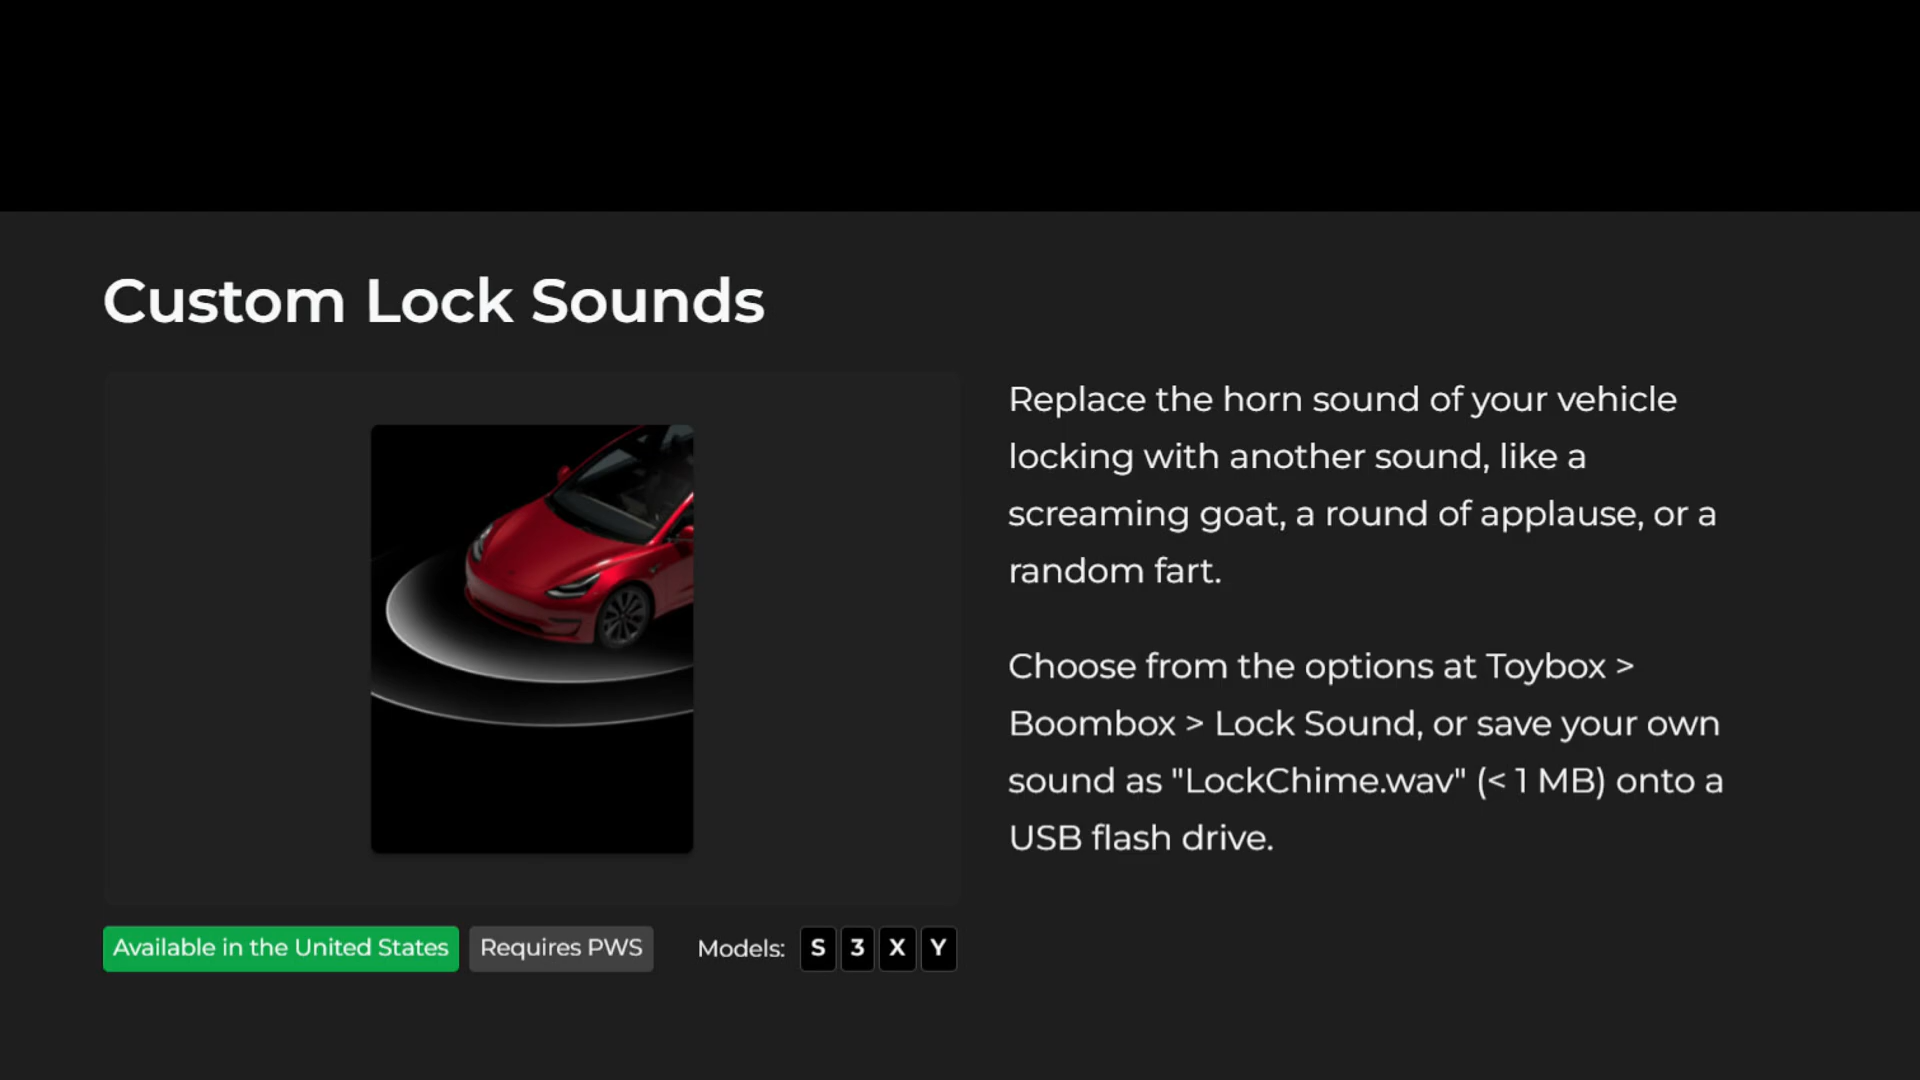 Custom Lock Sounds
Replace the horn sound of your vehicle
locking with another sound, like a
screaming goat, a round of applause, or a
random fart.
Choose from the options at Toybox >
Boombox > Lock Sound, or save your own
sound as "LockChime.wav" (< 1 MB) onto a
USB flash drive.
Available in the United States
Requires PWS
Models: S 3 X Y